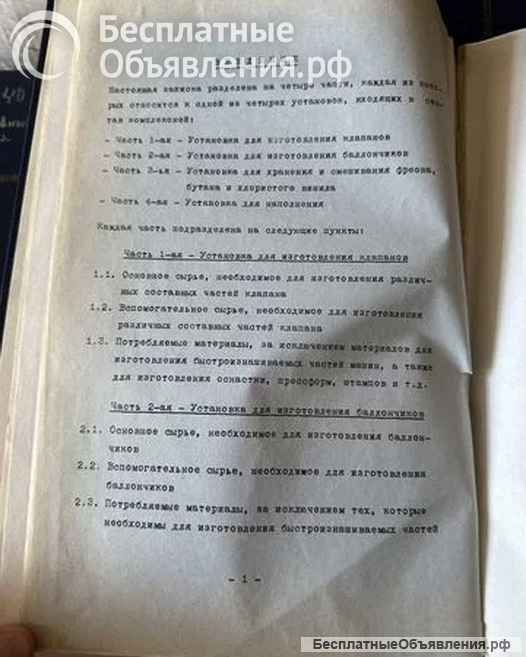 Бесплатные
Объявления.рф
Настоящая записка разделена на четыре части, каждая из
рых относится к одной из четырех установок, входящих в
тав комплексной:
- Часть 1-ая - Установка для изготовления клапанов
- Часть 2-ая - Установка для изготовления баллончиков
- Часть 3-ья - Установка для хранения и смешивания фреона,
бутана и хлористого винила
- Часть 4-ая - Установка для наполнения
Каждая часть подразделена на следующие пункты:
Часть 1-ая - Установка для изготовления клапанов
1.1. Основное сырье, необходимое для изготовления различ-
ных составных частей клапана
1.2. Вспомогательное сырье, необходимое для изготовления
различных составных частей клапана
1.3. Потребляемые материалы, за исключением материалов для
изготовления быстроизнашиваемых частей машин, а также
для изготовления оснастки, прессформ, штампов и т.д.
Часть 2-ая - Установка для изготовления баллончиков
2.1. Основное сырье, необходимое для изготовления баллон-
чиков
2.2. Вспомогательное сырье, необходимое для изготовления
баллончиков
2.3. Потребляемые материалы, за исключением тех, которые
необходимы для изготовления быстроизнашиваемых частей
- 1 -
БесплатныеОбъявления.рф